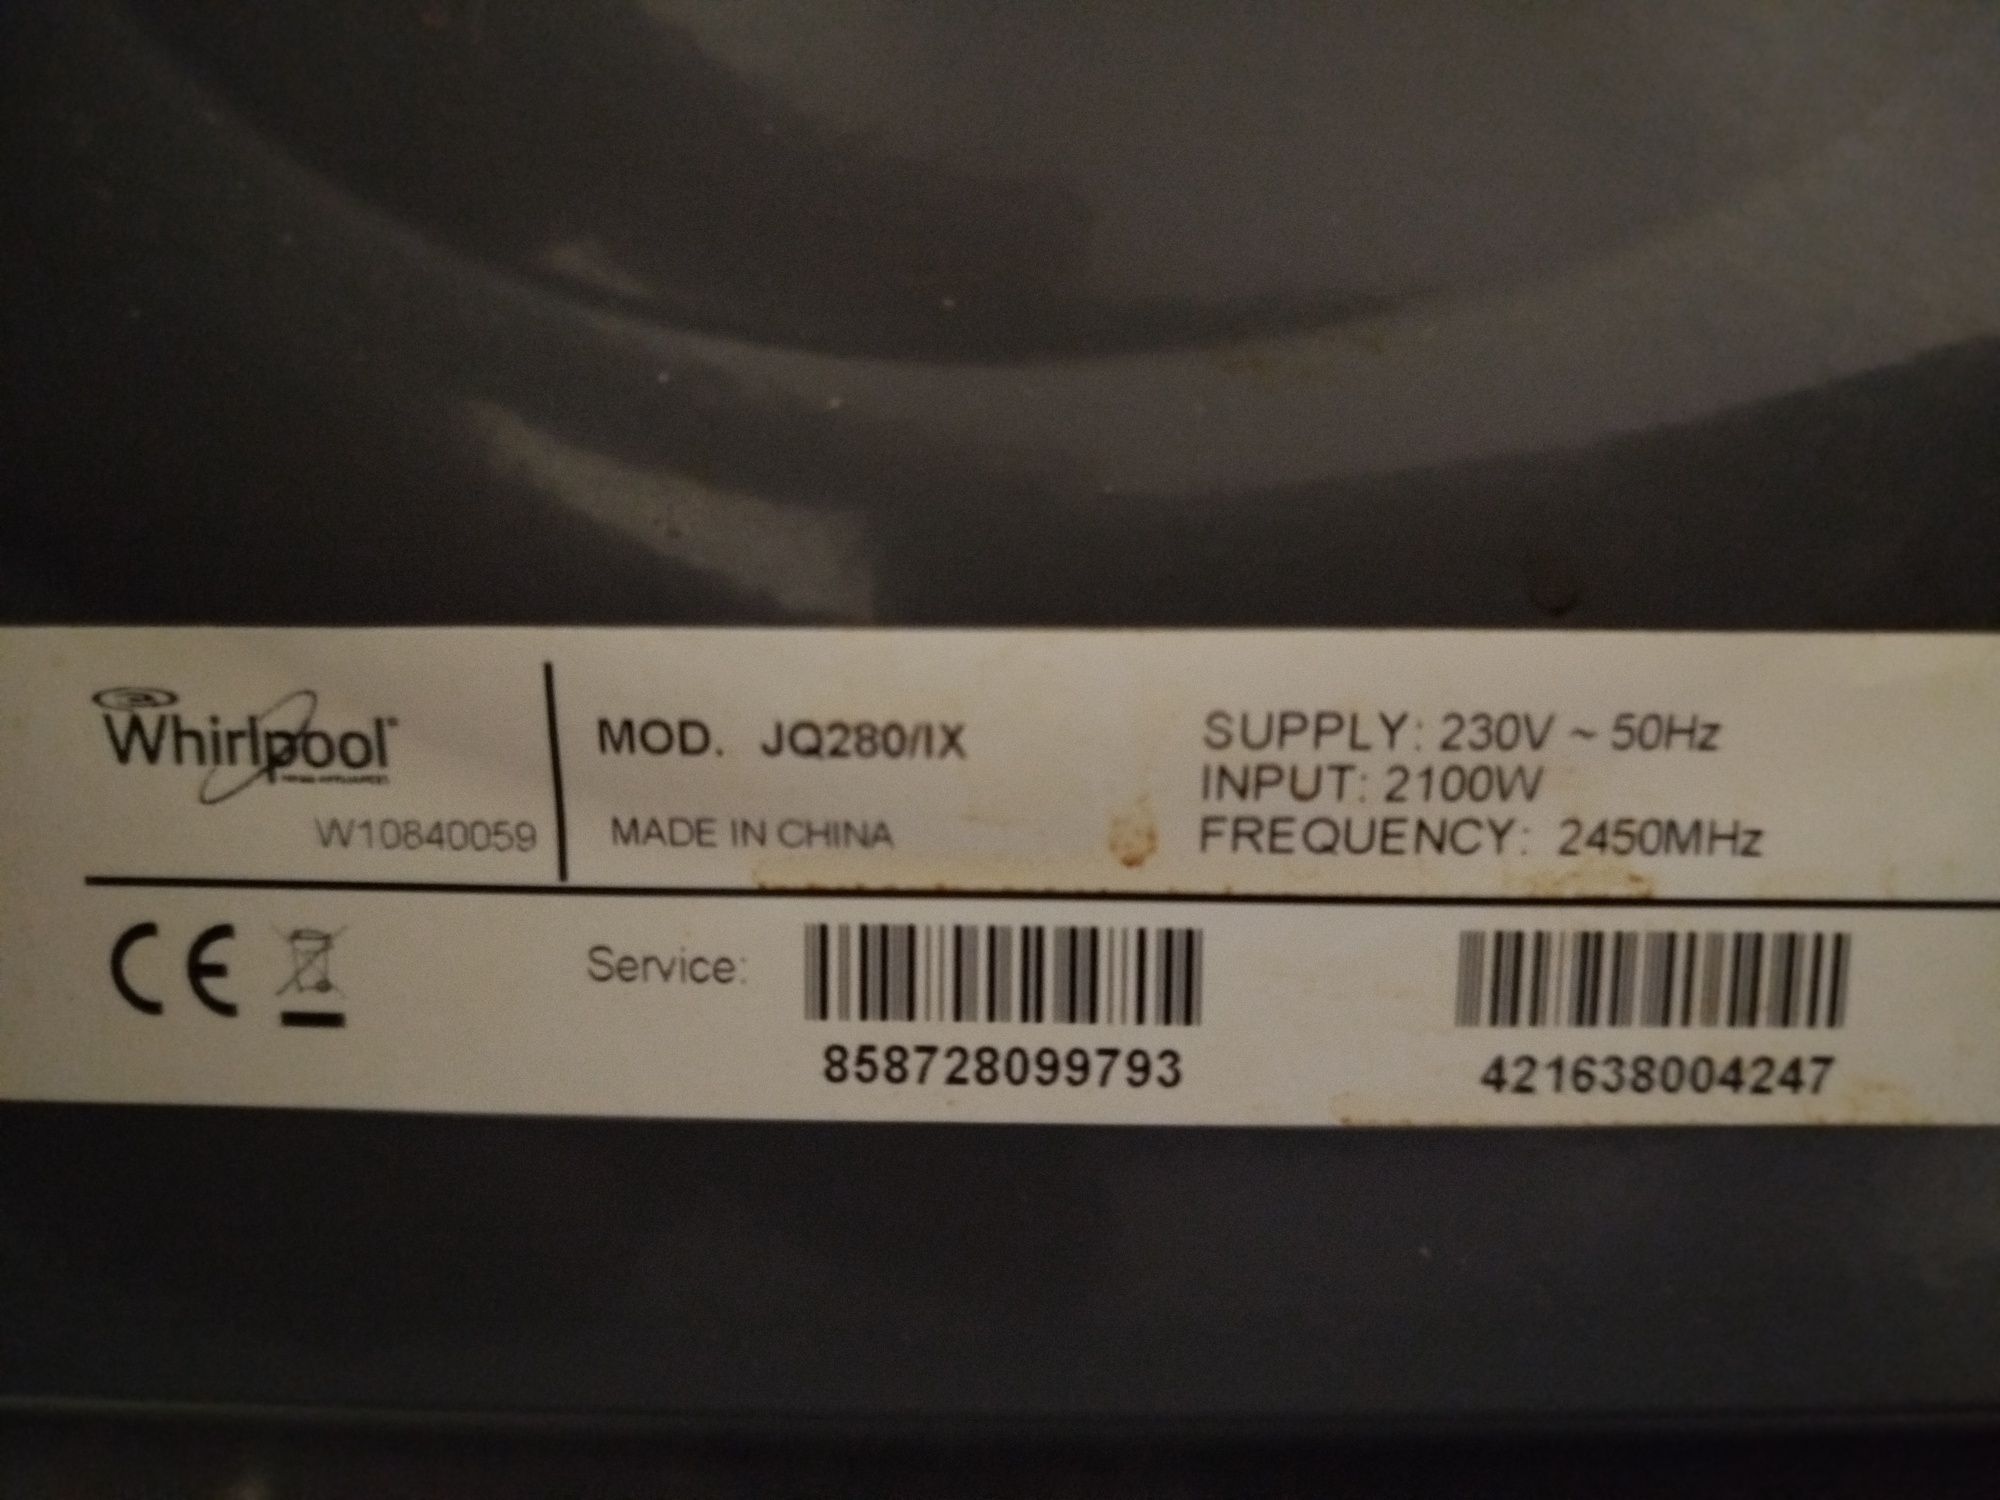 Whirlpool
W10840059
MOD. JQ280/IX
MADE IN CHINA
SUPPLY: 230V ~ 50Hz
INPUT: 2100W
FREQUENCY: 2450MHz
CE
Service:
858728099793
421638004247